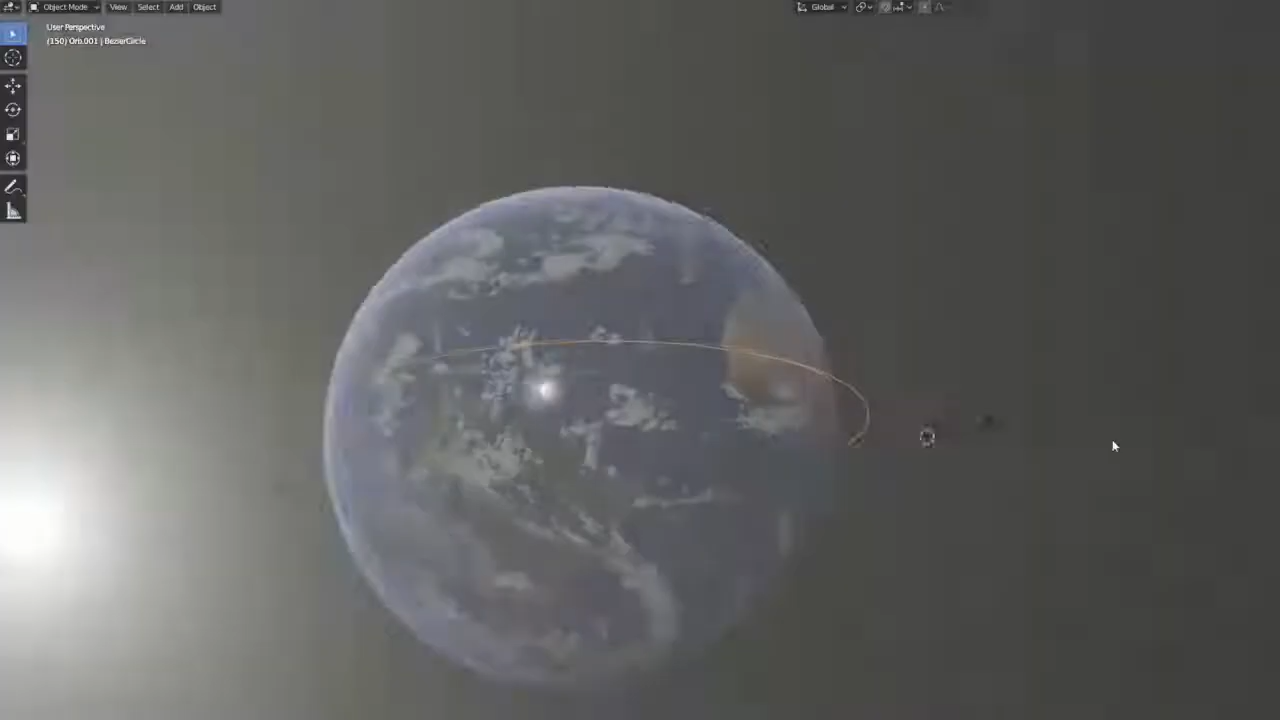 Object Mode View Select Add Object Global
User Perspective
(150) Orb.001 | BezierCircle